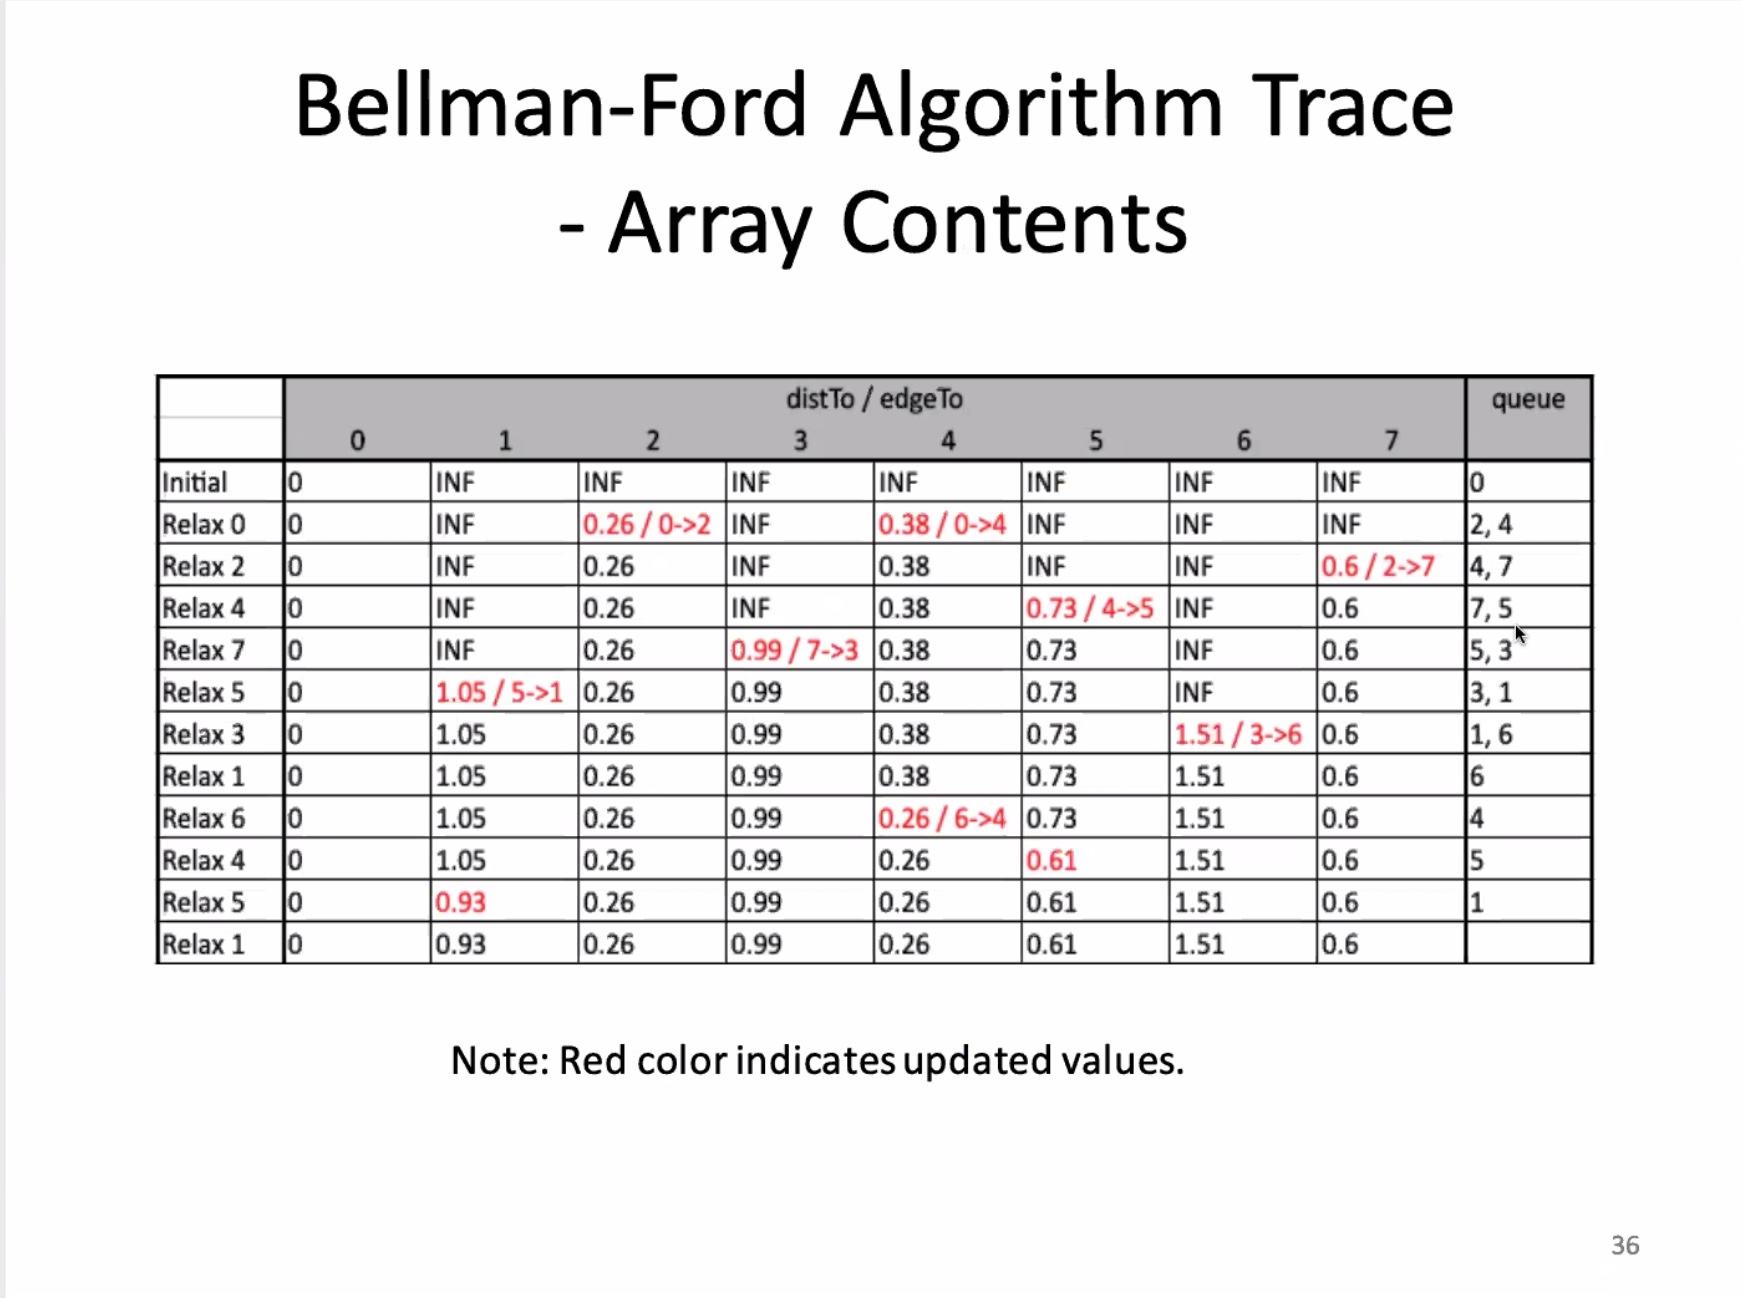 Bellman-Ford Algorithm Trace
- Array Contents
distTo / edgeTo queue
0 1 2 3 4 5 6 7
Initial 0 INF INF INF INF INF INF INF 0
Relax 0 0 INF 0.26 / 0->2 INF 0.38 / 0->4 INF INF INF 2, 4
Relax 2 0 INF 0.26 INF 0.38 INF INF 0.6 / 2->7 4, 7
Relax 4 0 INF 0.26 INF 0.38 0.73 / 4->5 INF 0.6 7, 5
Relax 7 0 INF 0.26 0.99 / 7->3 0.38 0.73 INF 0.6 5, 3
Relax 5 0 1.05 / 5->1 0.26 0.99 0.38 0.73 INF 0.6 3, 1
Relax 3 0 1.05 0.26 0.99 0.38 0.73 1.51 / 3->6 0.6 1, 6
Relax 1 0 1.05 0.26 0.99 0.38 0.73 1.51 0.6 6
Relax 6 0 1.05 0.26 0.99 0.26 / 6->4 0.73 1.51 0.6 4
Relax 4 0 1.05 0.26 0.99 0.26 0.61 1.51 0.6 5
Relax 5 0 0.93 0.26 0.99 0.26 0.61 1.51 0.6 1
Relax 1 0 0.93 0.26 0.99 0.26 0.61 1.51 0.6
Note: Red color indicates updated values.
36